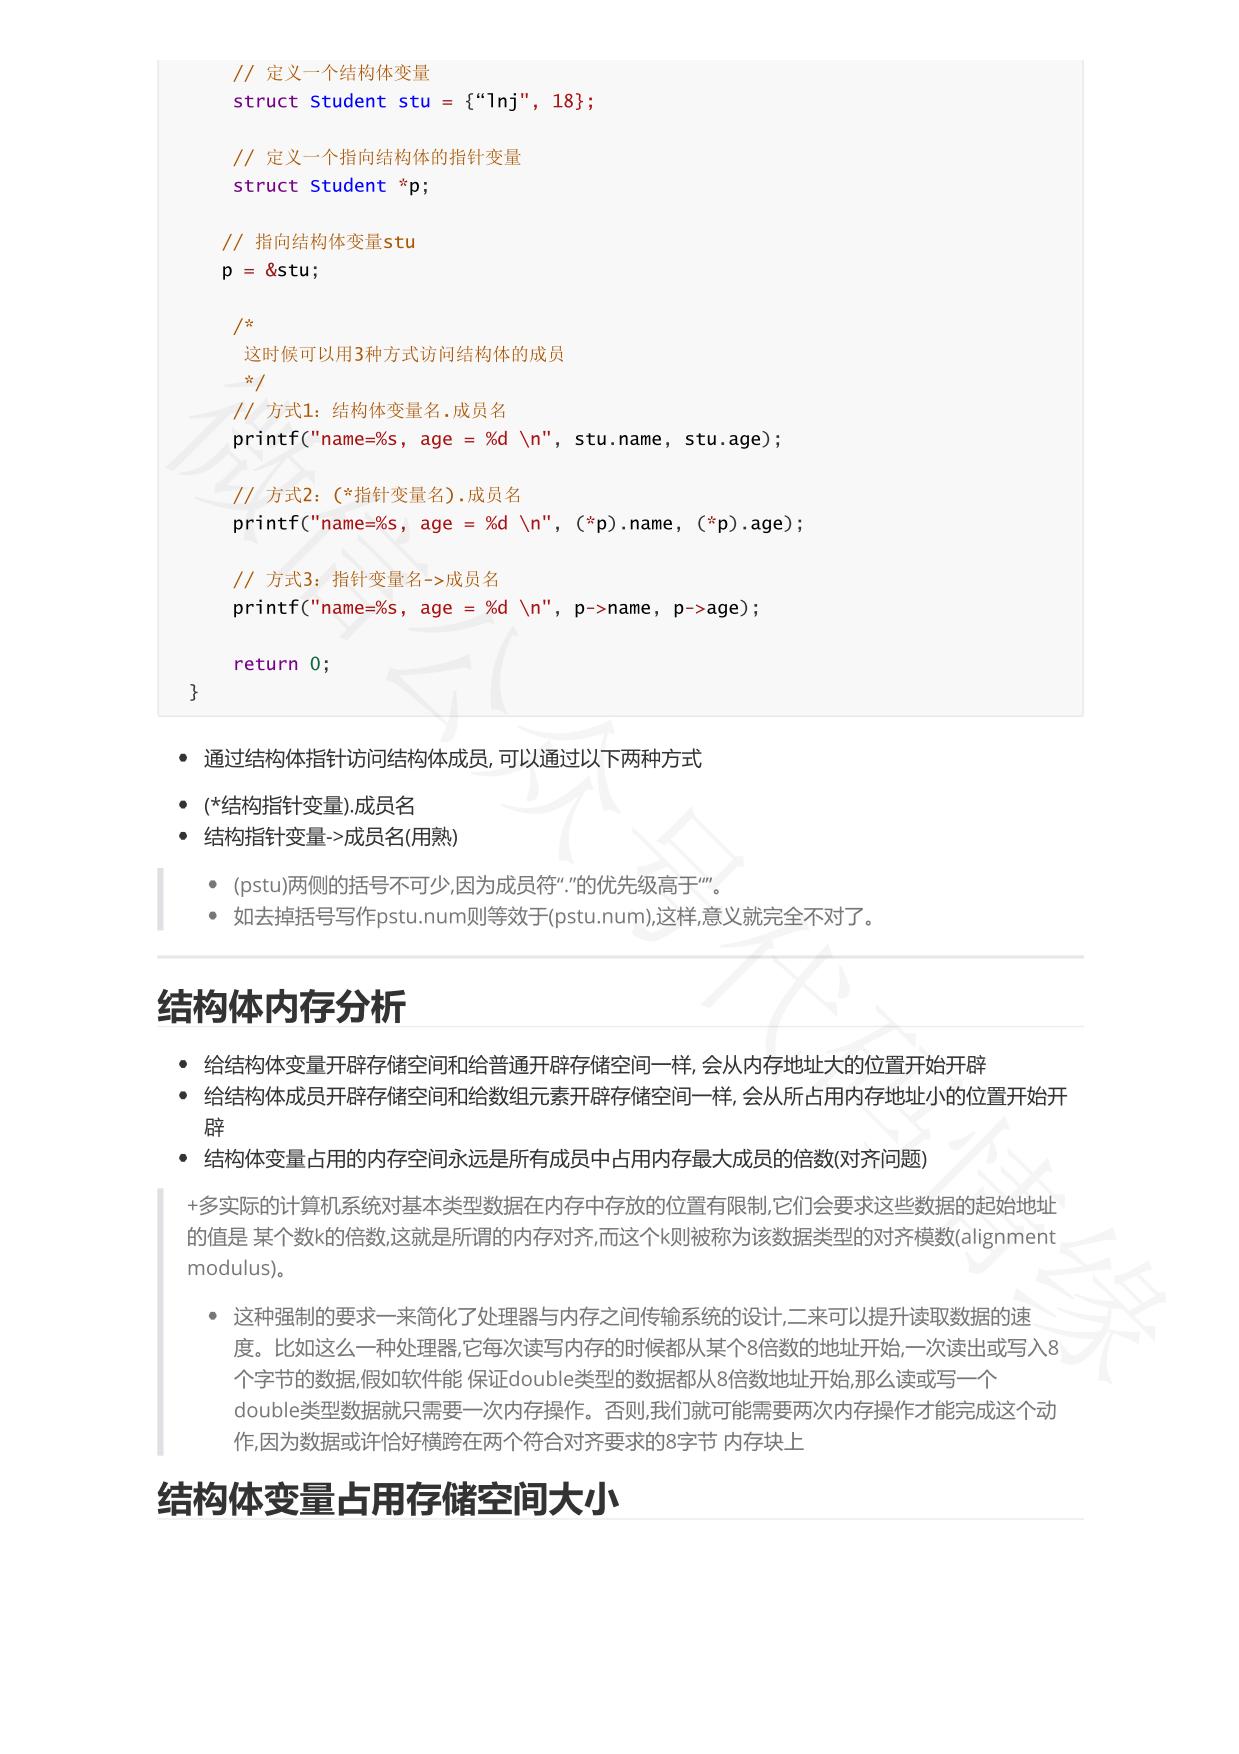 // 定义一个结构体变量
struct Student stu = {“lnj", 18};
// 定义一个指向结构体的指针变量
struct Student *p;
// 指向结构体变量stu
p = &stu;
/*
这时候可以用3种方式访问结构体的成员
*/
// 方式1: 结构体变量名.成员名
printf("name=%s, age = %d \n", stu.name, stu.age);
// 方式2: (*指针变量名).成员名
printf("name=%s, age = %d \n", (*p).name, (*p).age);
// 方式3: 指针变量名->成员名
printf("name=%s, age = %d \n", p->name, p->age);
return 0;
}
• 通过结构体指针访问结构体成员, 可以通过以下两种方式
• (*结构指针变量).成员名
• 结构指针变量->成员名(用熟)
• (pstu)两侧的括号不可少,因为成员符“.”的优先级高于“”。
• 如去掉括号写作pstu.num则等效于(pstu.num),这样,意义就完全不对了。
结构体内存分析
• 给结构体变量开辟存储空间和给普通开辟存储空间一样, 会从内存地址大的位置开始开辟
• 给结构体成员开辟存储空间和给数组元素开辟存储空间一样, 会从所占用内存地址小的位置开始开
辟
• 结构体变量占用的内存空间永远是所有成员中占用内存最大成员的倍数(对齐问题)
+多实际的计算机系统对基本类型数据在内存中存放的位置有限制,它们会要求这些数据的起始地址
的值是 某个数k的倍数,这就是所谓的内存对齐,而这个k则被称为该数据类型的对齐模数(alignment
modulus)。
• 这种强制的要求一来简化了处理器与内存之间传输系统的设计,二来可以提升读取数据的速
度。比如这么一种处理器,它每次读写内存的时候都从某个8倍数的地址开始,一次读出或写入8
个字节的数据,假如软件能 保证double类型的数据都从8倍数地址开始,那么读或写一个
double类型数据就只需要一次内存操作。否则,我们就可能需要两次内存操作才能完成这个动
作,因为数据或许恰好横跨在两个符合对齐要求的8字节 内存块上
结构体变量占用存储空间大小
微信公众号代码情缘